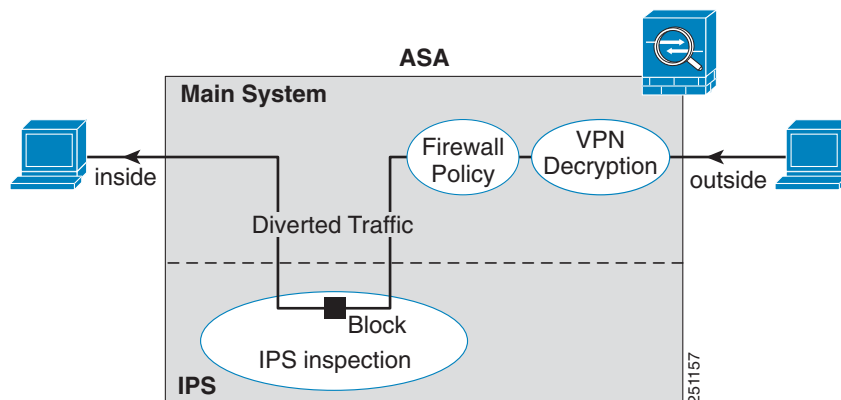 ASA
Main System
Firewall
Policy
VPN
Decryption
inside
outside
Diverted Traffic
Block
IPS inspection
IPS
251157